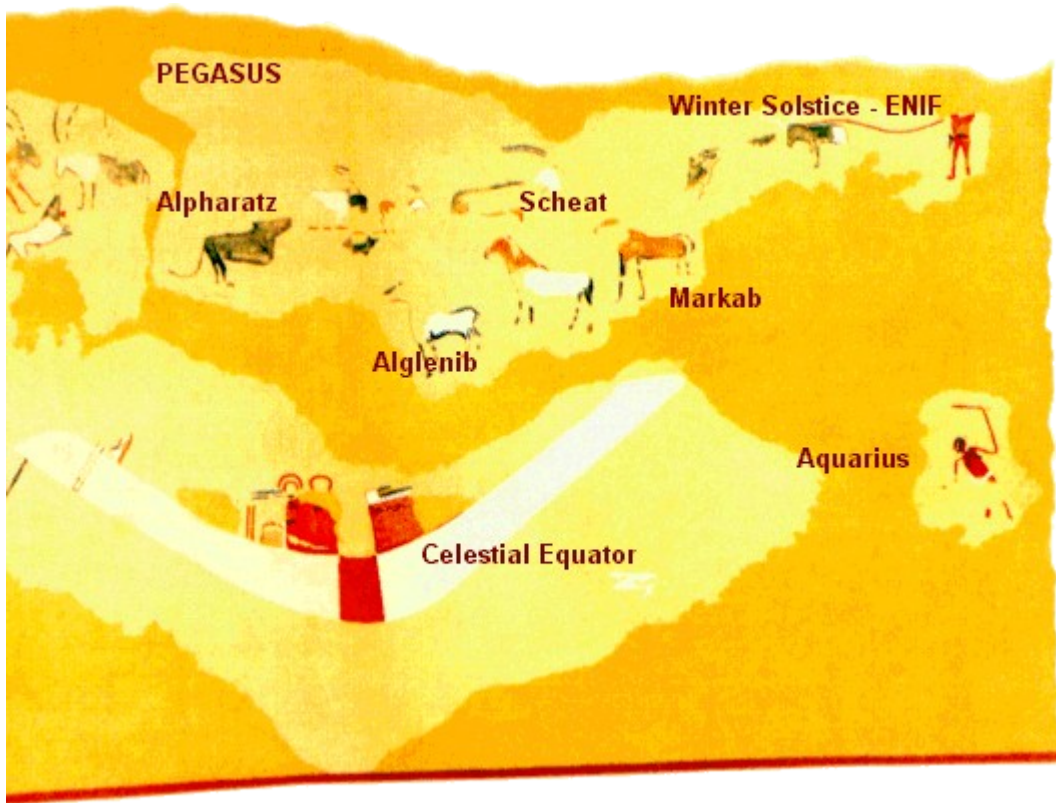 PEGASUS
Winter Solstice - ENIF
Alpharatz
Scheat
Markab
Alglenib
Aquarius
Celestial Equator